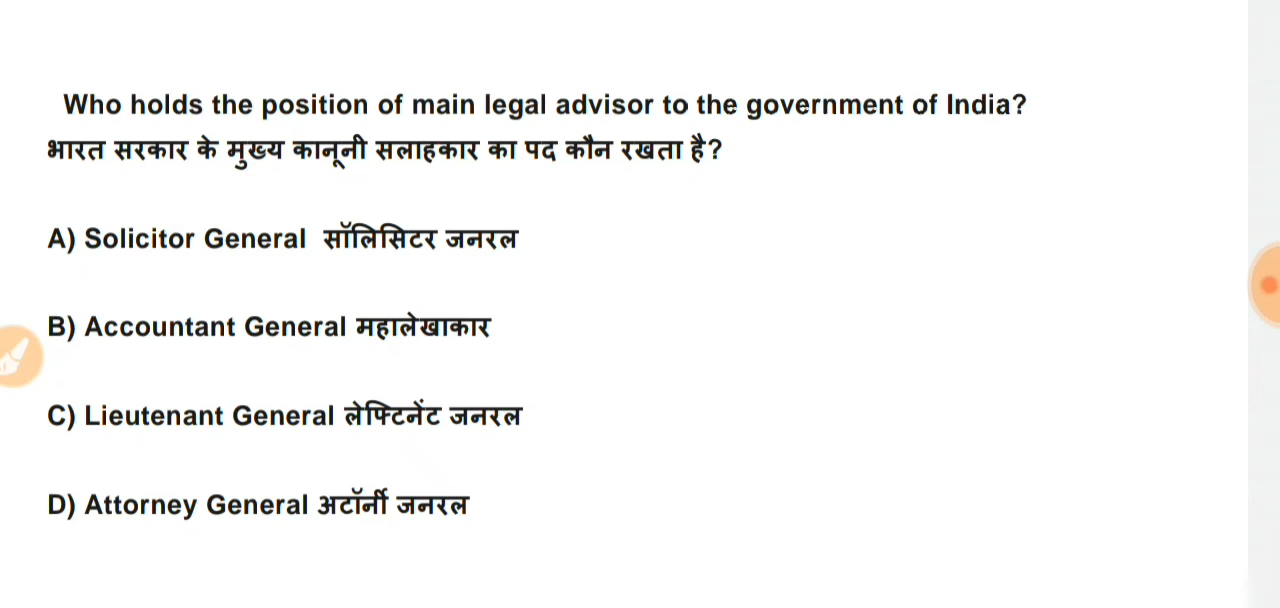 Who holds the position of main legal advisor to the government of India?
भारत सरकार के मुख्य कानूनी सलाहकार का पद कौन रखता है?
A) Solicitor General सॉलिसिटर जनरल
B) Accountant General महालेखाकार
C) Lieutenant General लेफ्टिनेंट जनरल
D) Attorney General अटॉर्नी जनरल